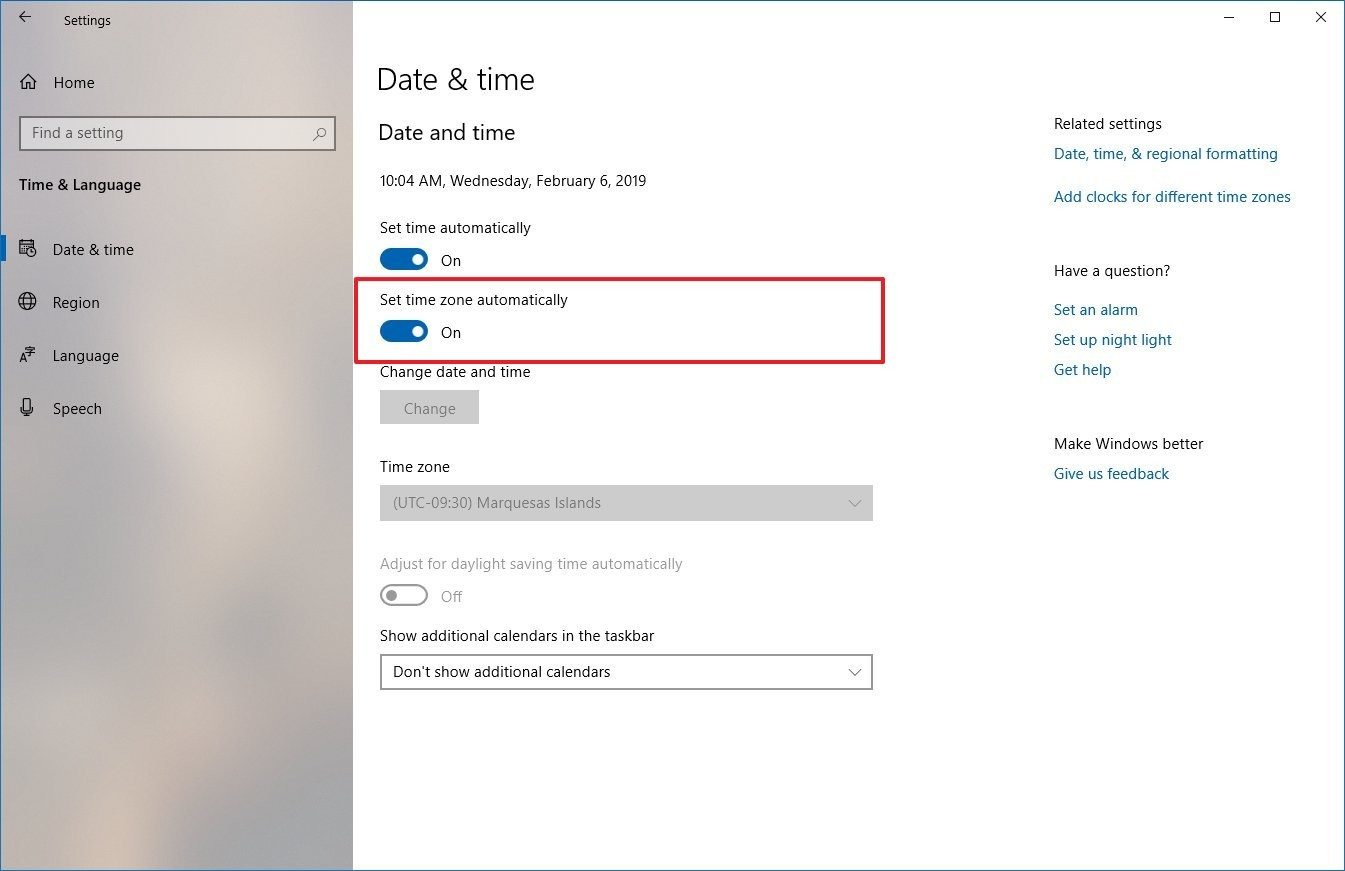 Settings
Home
Find a setting
Time & Language
Date & time
Region
Language
Speech
Date & time
Date and time
10:04 AM, Wednesday, February 6, 2019
Set time automatically
On
Set time zone automatically
On
Change date and time
Change
Time zone
(UTC-09:30) Marquesas Islands
Adjust for daylight saving time automatically
Off
Show additional calendars in the taskbar
Don't show additional calendars
Related settings
Date, time, & regional formatting
Add clocks for different time zones
Have a question?
Set an alarm
Set up night light
Get help
Make Windows better
Give us feedback